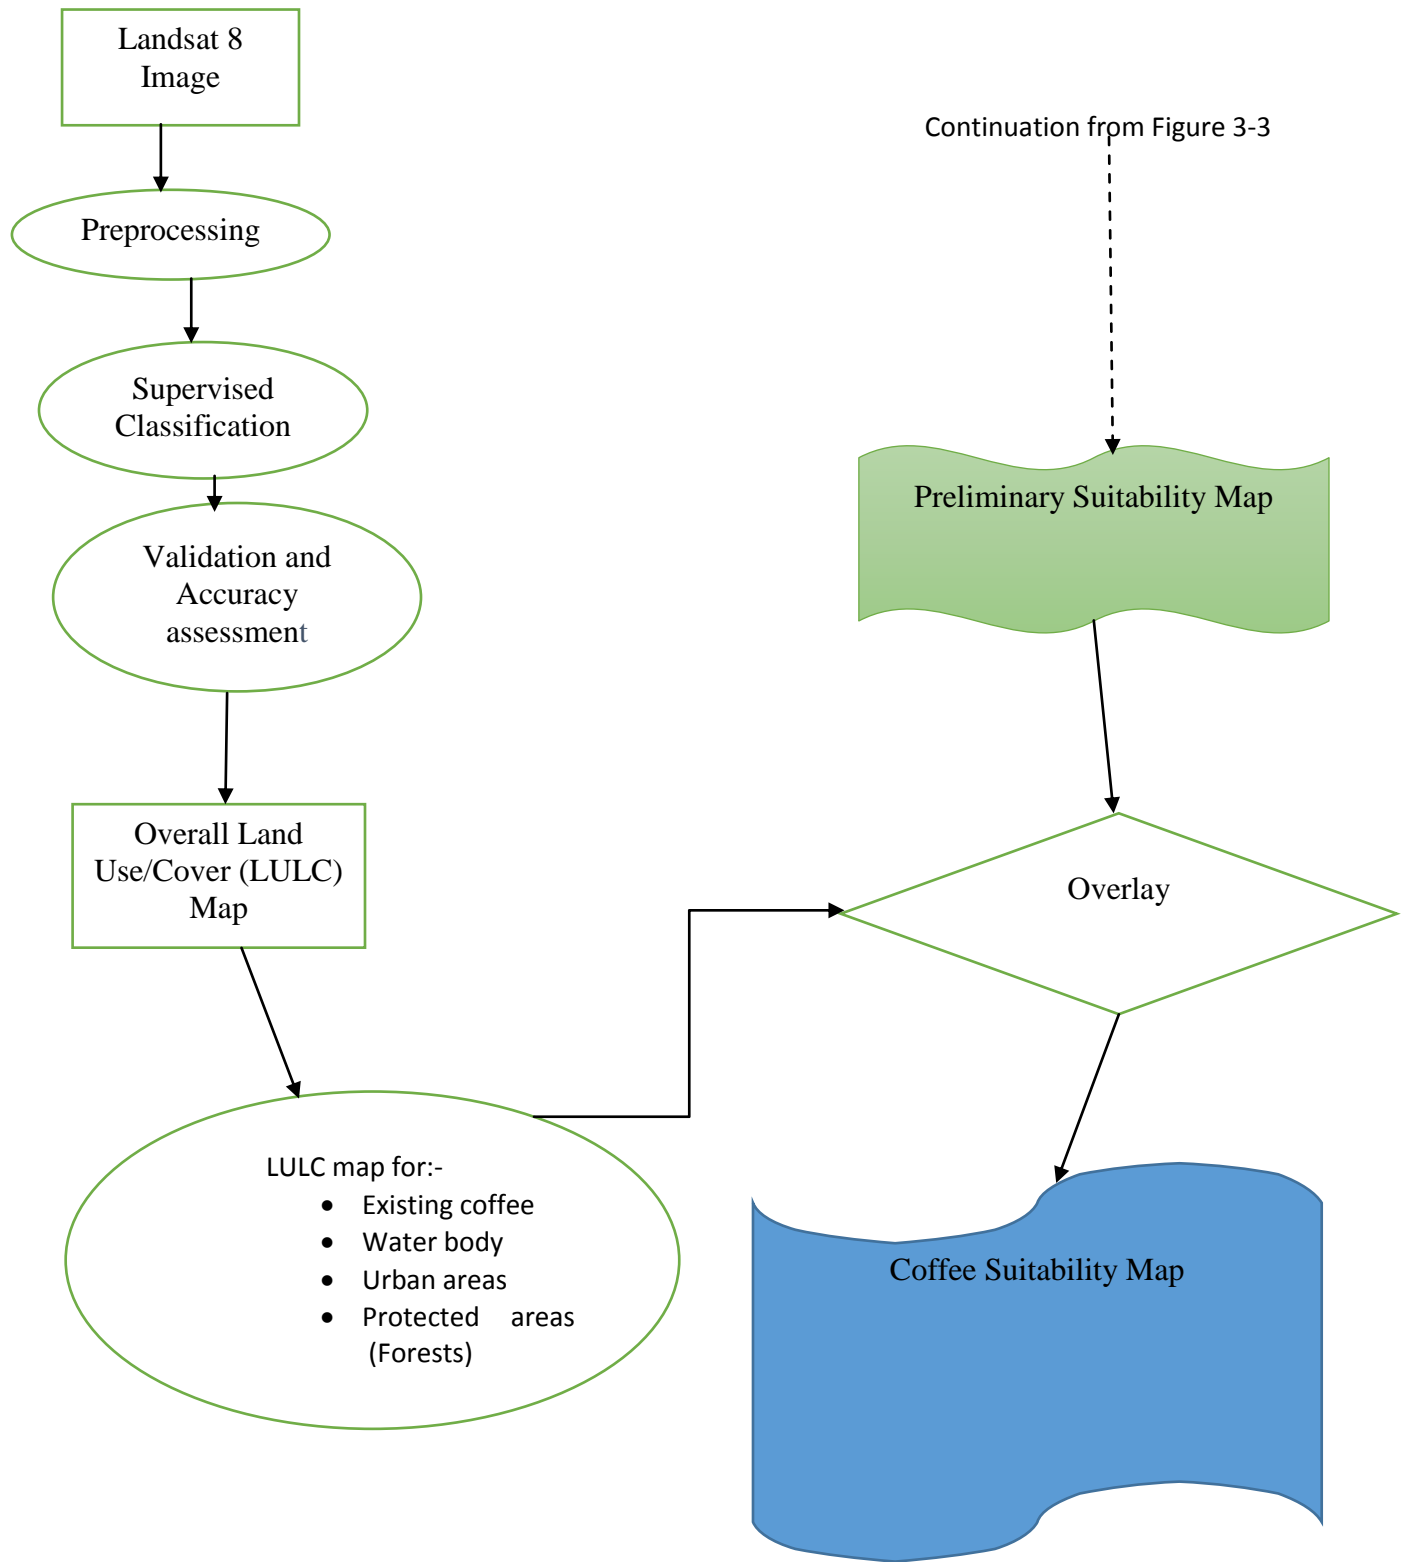 Landsat 8
Image
Preprocessing
Supervised
Classification
Validation and
Accuracy
assessment
Overall Land
Use/Cover (LULC)
Map
LULC map for:-
• Existing coffee
• Water body
• Urban areas
• Protected areas
(Forests)
Continuation from Figure 3-3
Preliminary Suitability Map
Overlay
Coffee Suitability Map